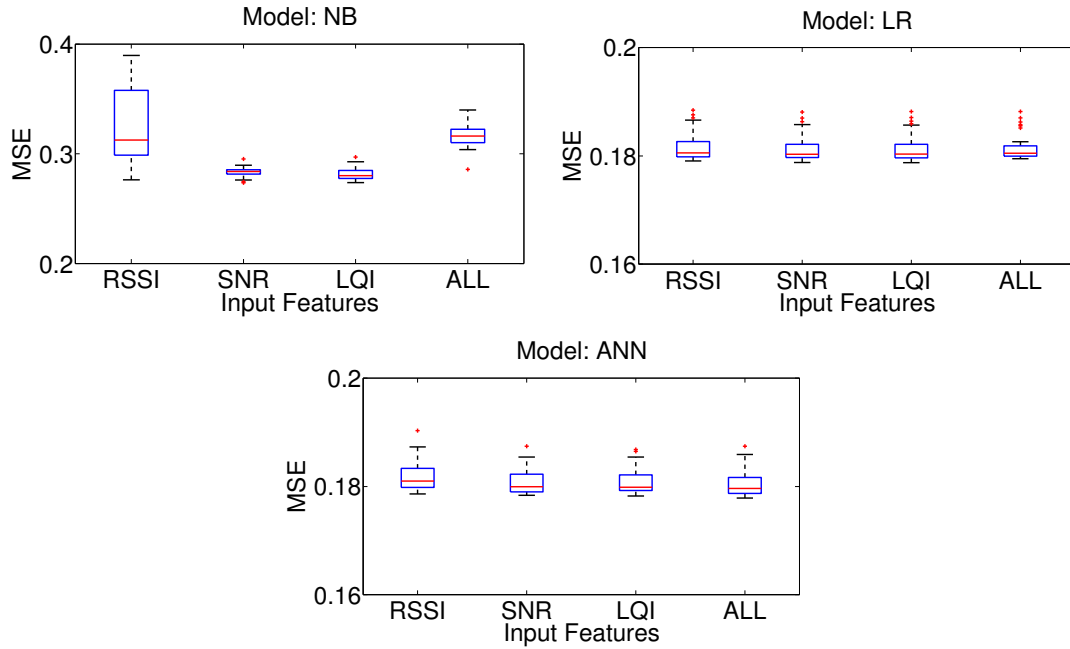 Model: NB
0.4
0.3
0.2
MSE
RSSI SNR LQI ALL
Input Features
Model: LR
0.2
0.18
0.16
MSE
RSSI SNR LQI ALL
Input Features
Model: ANN
0.2
0.18
0.16
MSE
RSSI SNR LQI ALL
Input Features